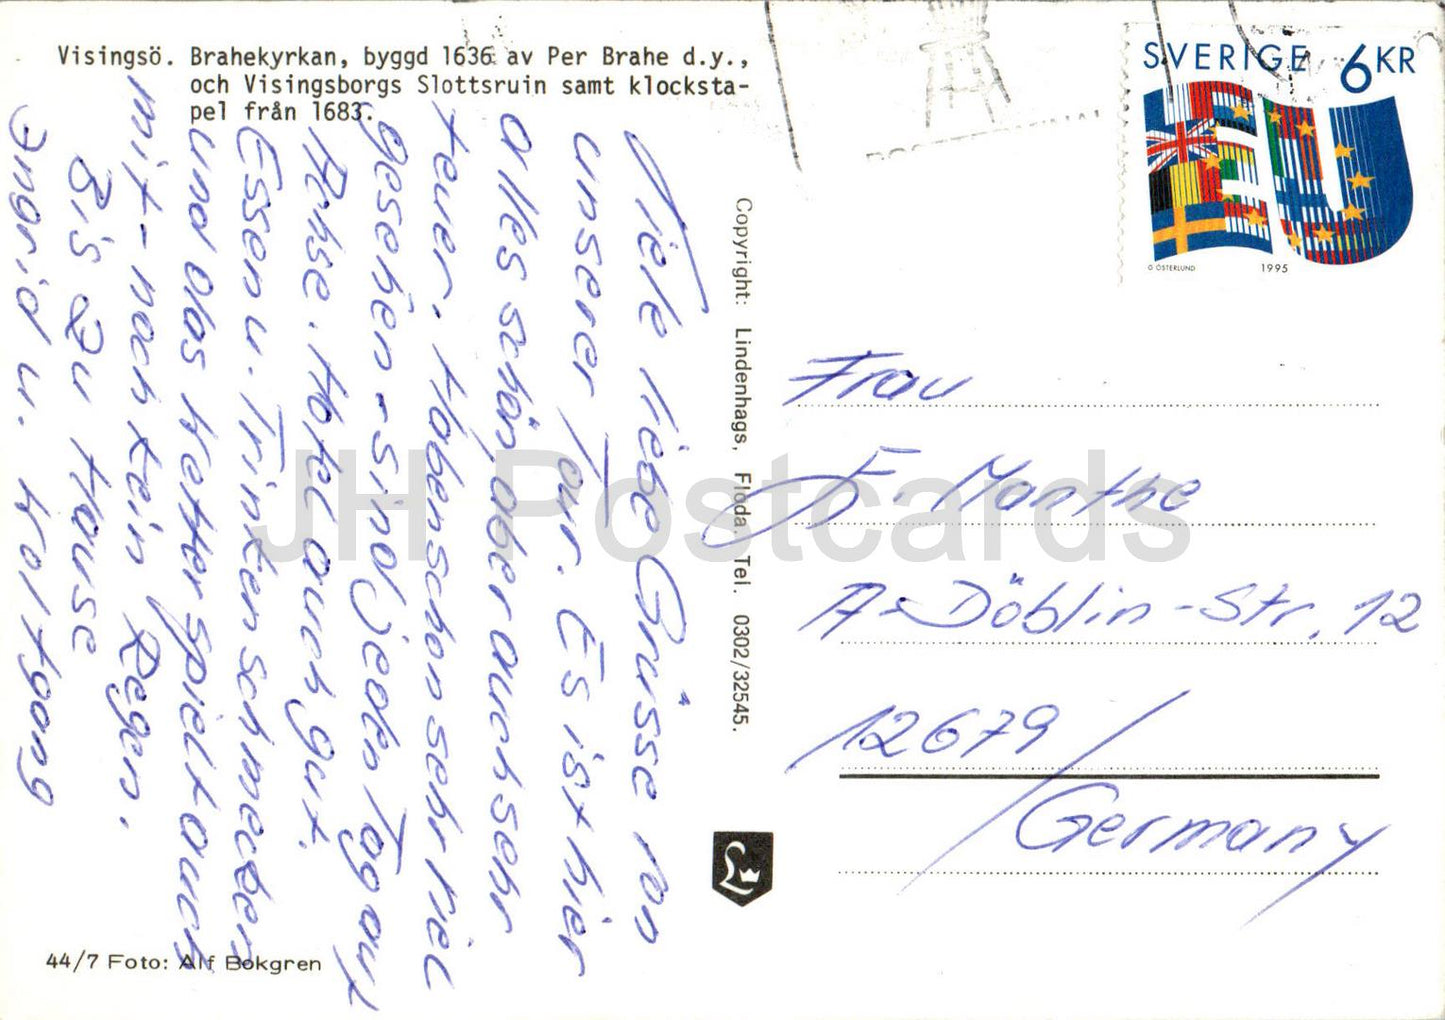 Visingsö. Brahekyrkan, byggd 1636 av Per Brahe d.y.,
och Visingsborgs Slottsruin samt klocksta-
pel från 1683.
SVERIGE 6KR
EU
G ÖSTERLUND 1995
Viele liebe Grüsse von
unserer Tour. Es ist hier
alles schön, aber auch sehr
teuer. Haben schon sehr viel
gesehen - sind jeden Tag auf
Achse. Hotel auch gut.
Essen u. Trinken schmecken
und das Wetter spielt auch
mit - noch kein Regen.
Bis zu Hause
Ingrid u. Wolfgang
Copyright: Lindenhags, Floda. Tel. 0302/32545.
Frau
E. Manthe
A-Döblin-Str. 12
12679
Germany
44/7 Foto: Alf Bokgren
JH Postcards